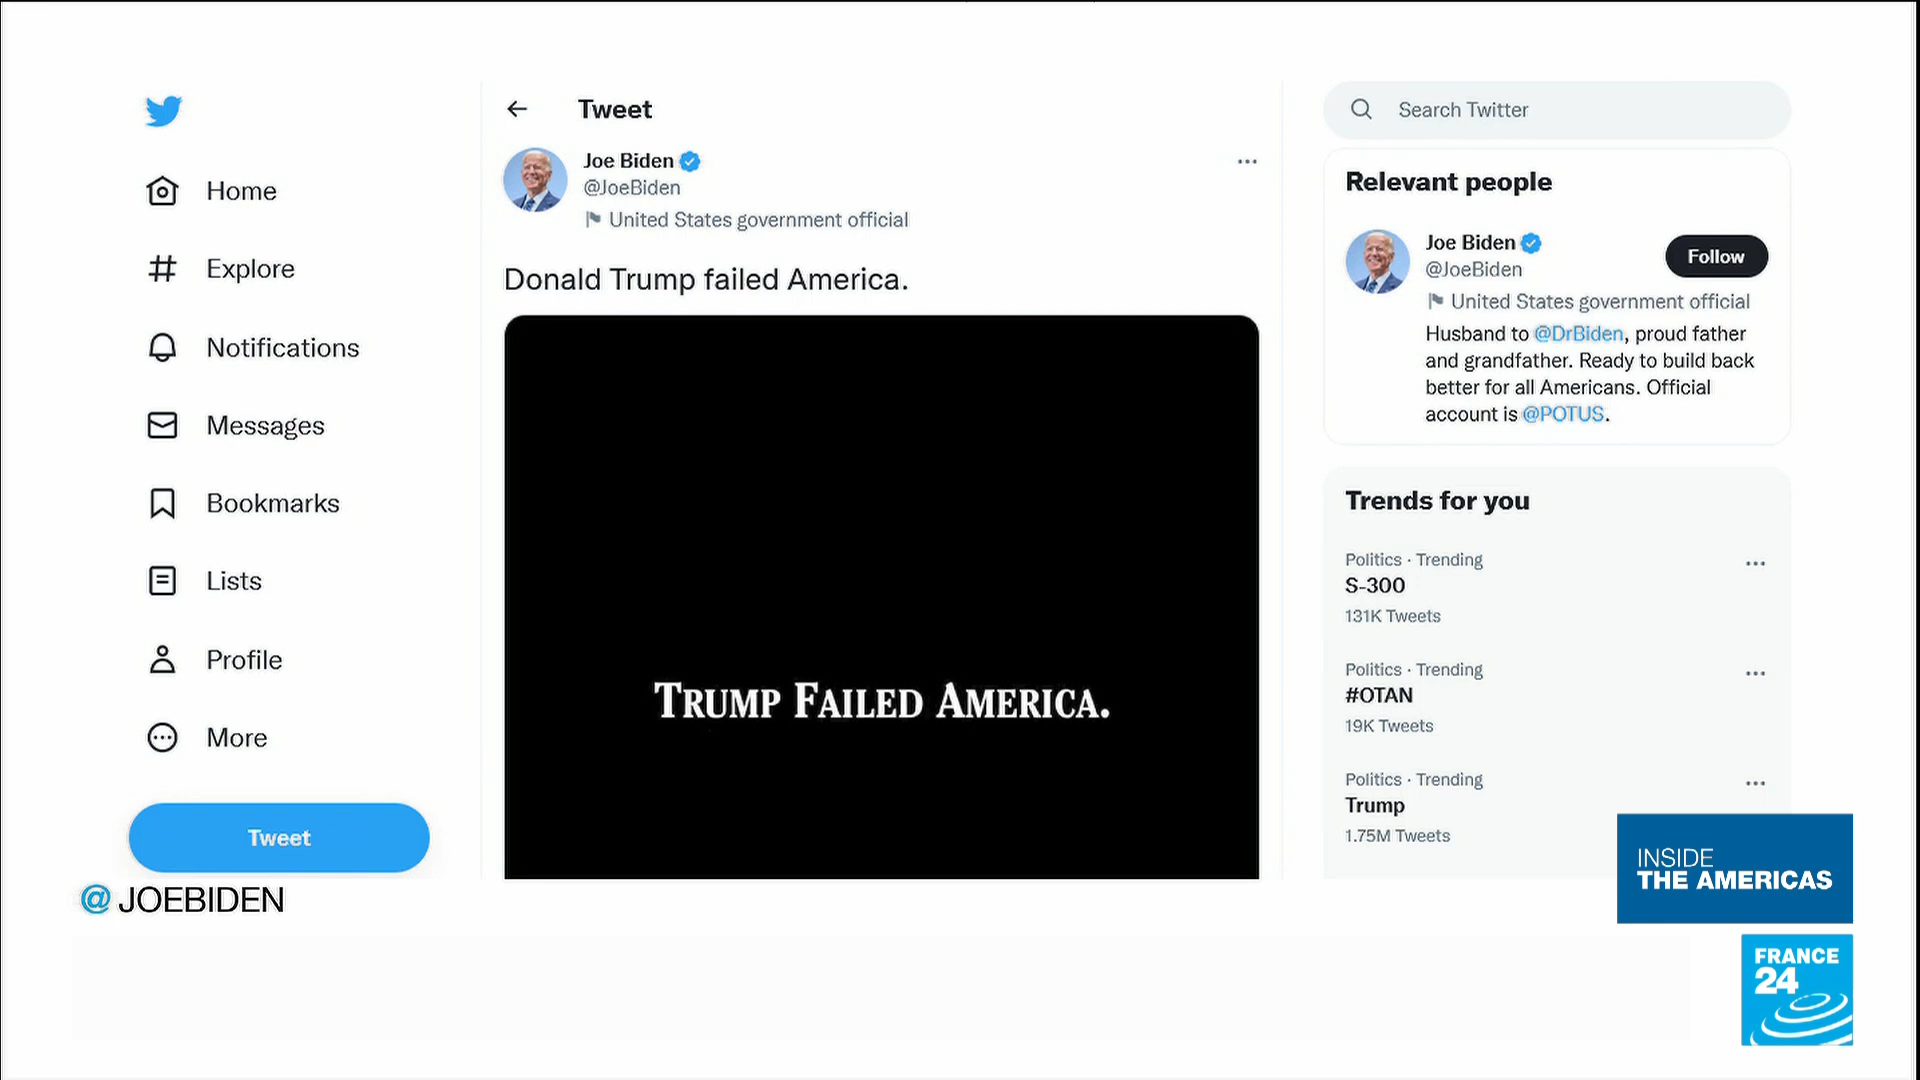 Home
Explore
Notifications
Messages
Bookmarks
Lists
Profile
More
Tweet
@ JOEBIDEN
Tweet
Joe Biden
@JoeBiden
United States government official
Donald Trump failed America.
TRUMP FAILED AMERICA.
Search Twitter
Relevant people
Joe Biden
@JoeBiden
Follow
United States government official
Husband to @DrBiden, proud father
and grandfather. Ready to build back
better for all Americans. Official
account is @POTUS.
Trends for you
Politics · Trending
S-300
131K Tweets
Politics · Trending
#OTAN
19K Tweets
Politics · Trending
Trump
1.75M Tweets
INSIDE
THE AMERICAS
FRANCE
24